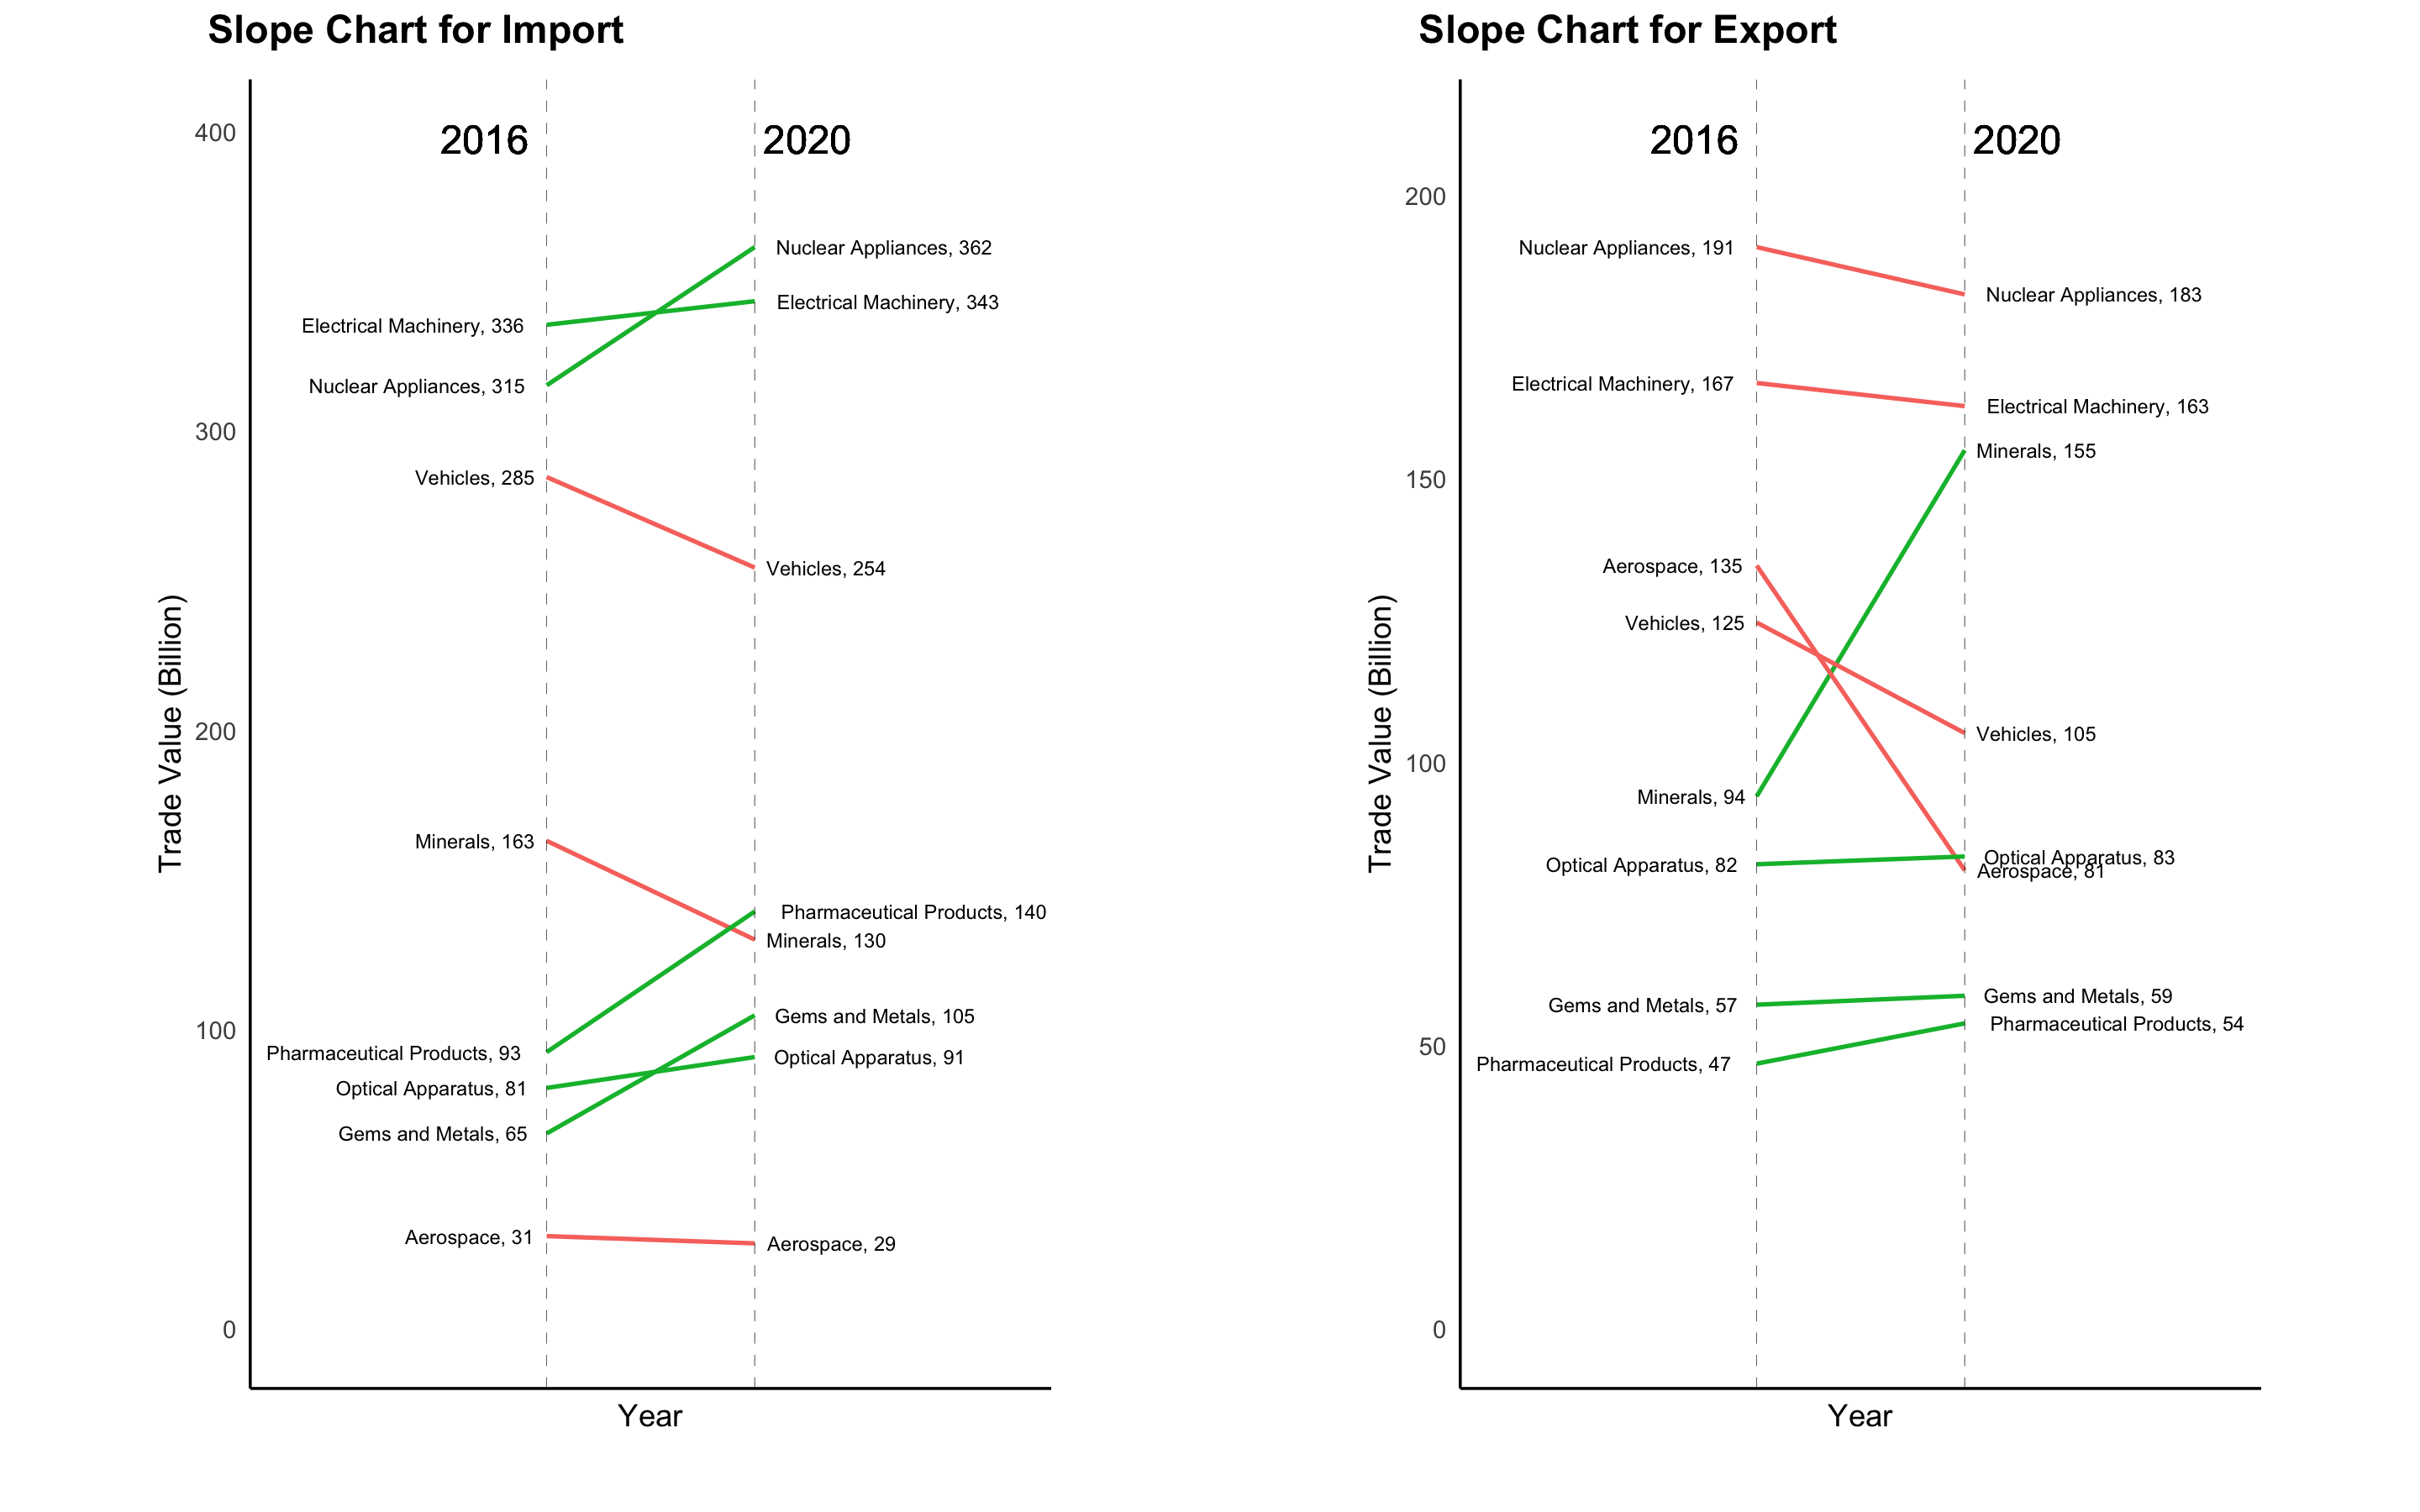 Slope Chart for Import
400
300
200
100
0
Trade Value (Billion)
2016
2020
Electrical Machinery, 336
Nuclear Appliances, 315
Vehicles, 285
Minerals, 163
Pharmaceutical Products, 93
Optical Apparatus, 81
Gems and Metals, 65
Aerospace, 31
Nuclear Appliances, 362
Electrical Machinery, 343
Vehicles, 254
Pharmaceutical Products, 140
Minerals, 130
Gems and Metals, 105
Optical Apparatus, 91
Aerospace, 29
Year
Slope Chart for Export
200
150
100
50
0
Trade Value (Billion)
2016
2020
Nuclear Appliances, 191
Electrical Machinery, 167
Aerospace, 135
Vehicles, 125
Minerals, 94
Optical Apparatus, 82
Gems and Metals, 57
Pharmaceutical Products, 47
Nuclear Appliances, 183
Electrical Machinery, 163
Minerals, 155
Vehicles, 105
Optical Apparatus, 83
Aerospace, 81
Gems and Metals, 59
Pharmaceutical Products, 54
Year